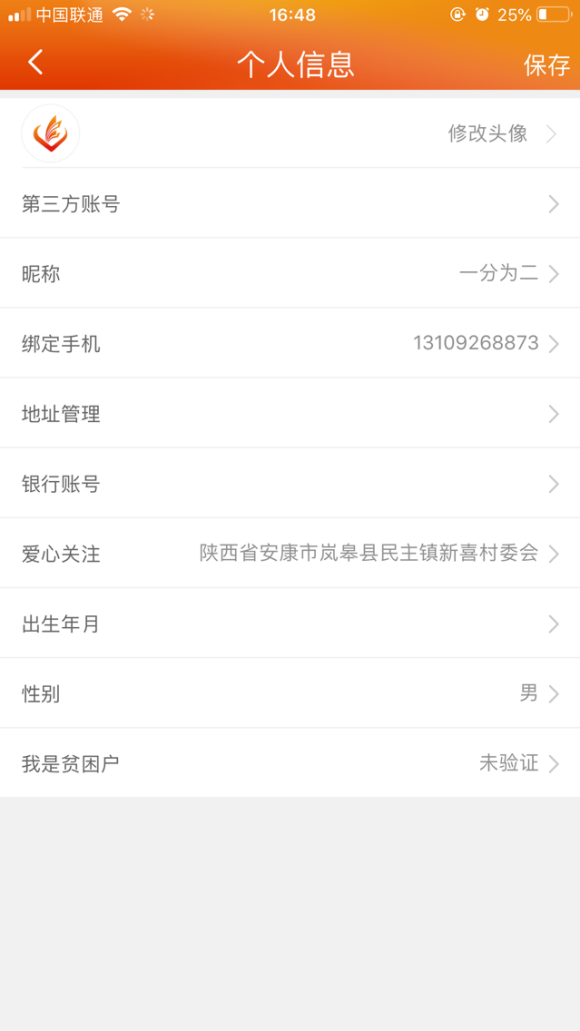 中国联通 16:48 25%
个人信息 保存
修改头像
第三方账号
昵称 一分为二
绑定手机 13109268873
地址管理
银行账号
爱心关注 陕西省安康市岚皋县民主镇新喜村委会
出生年月
性别 男
我是贫困户 未验证